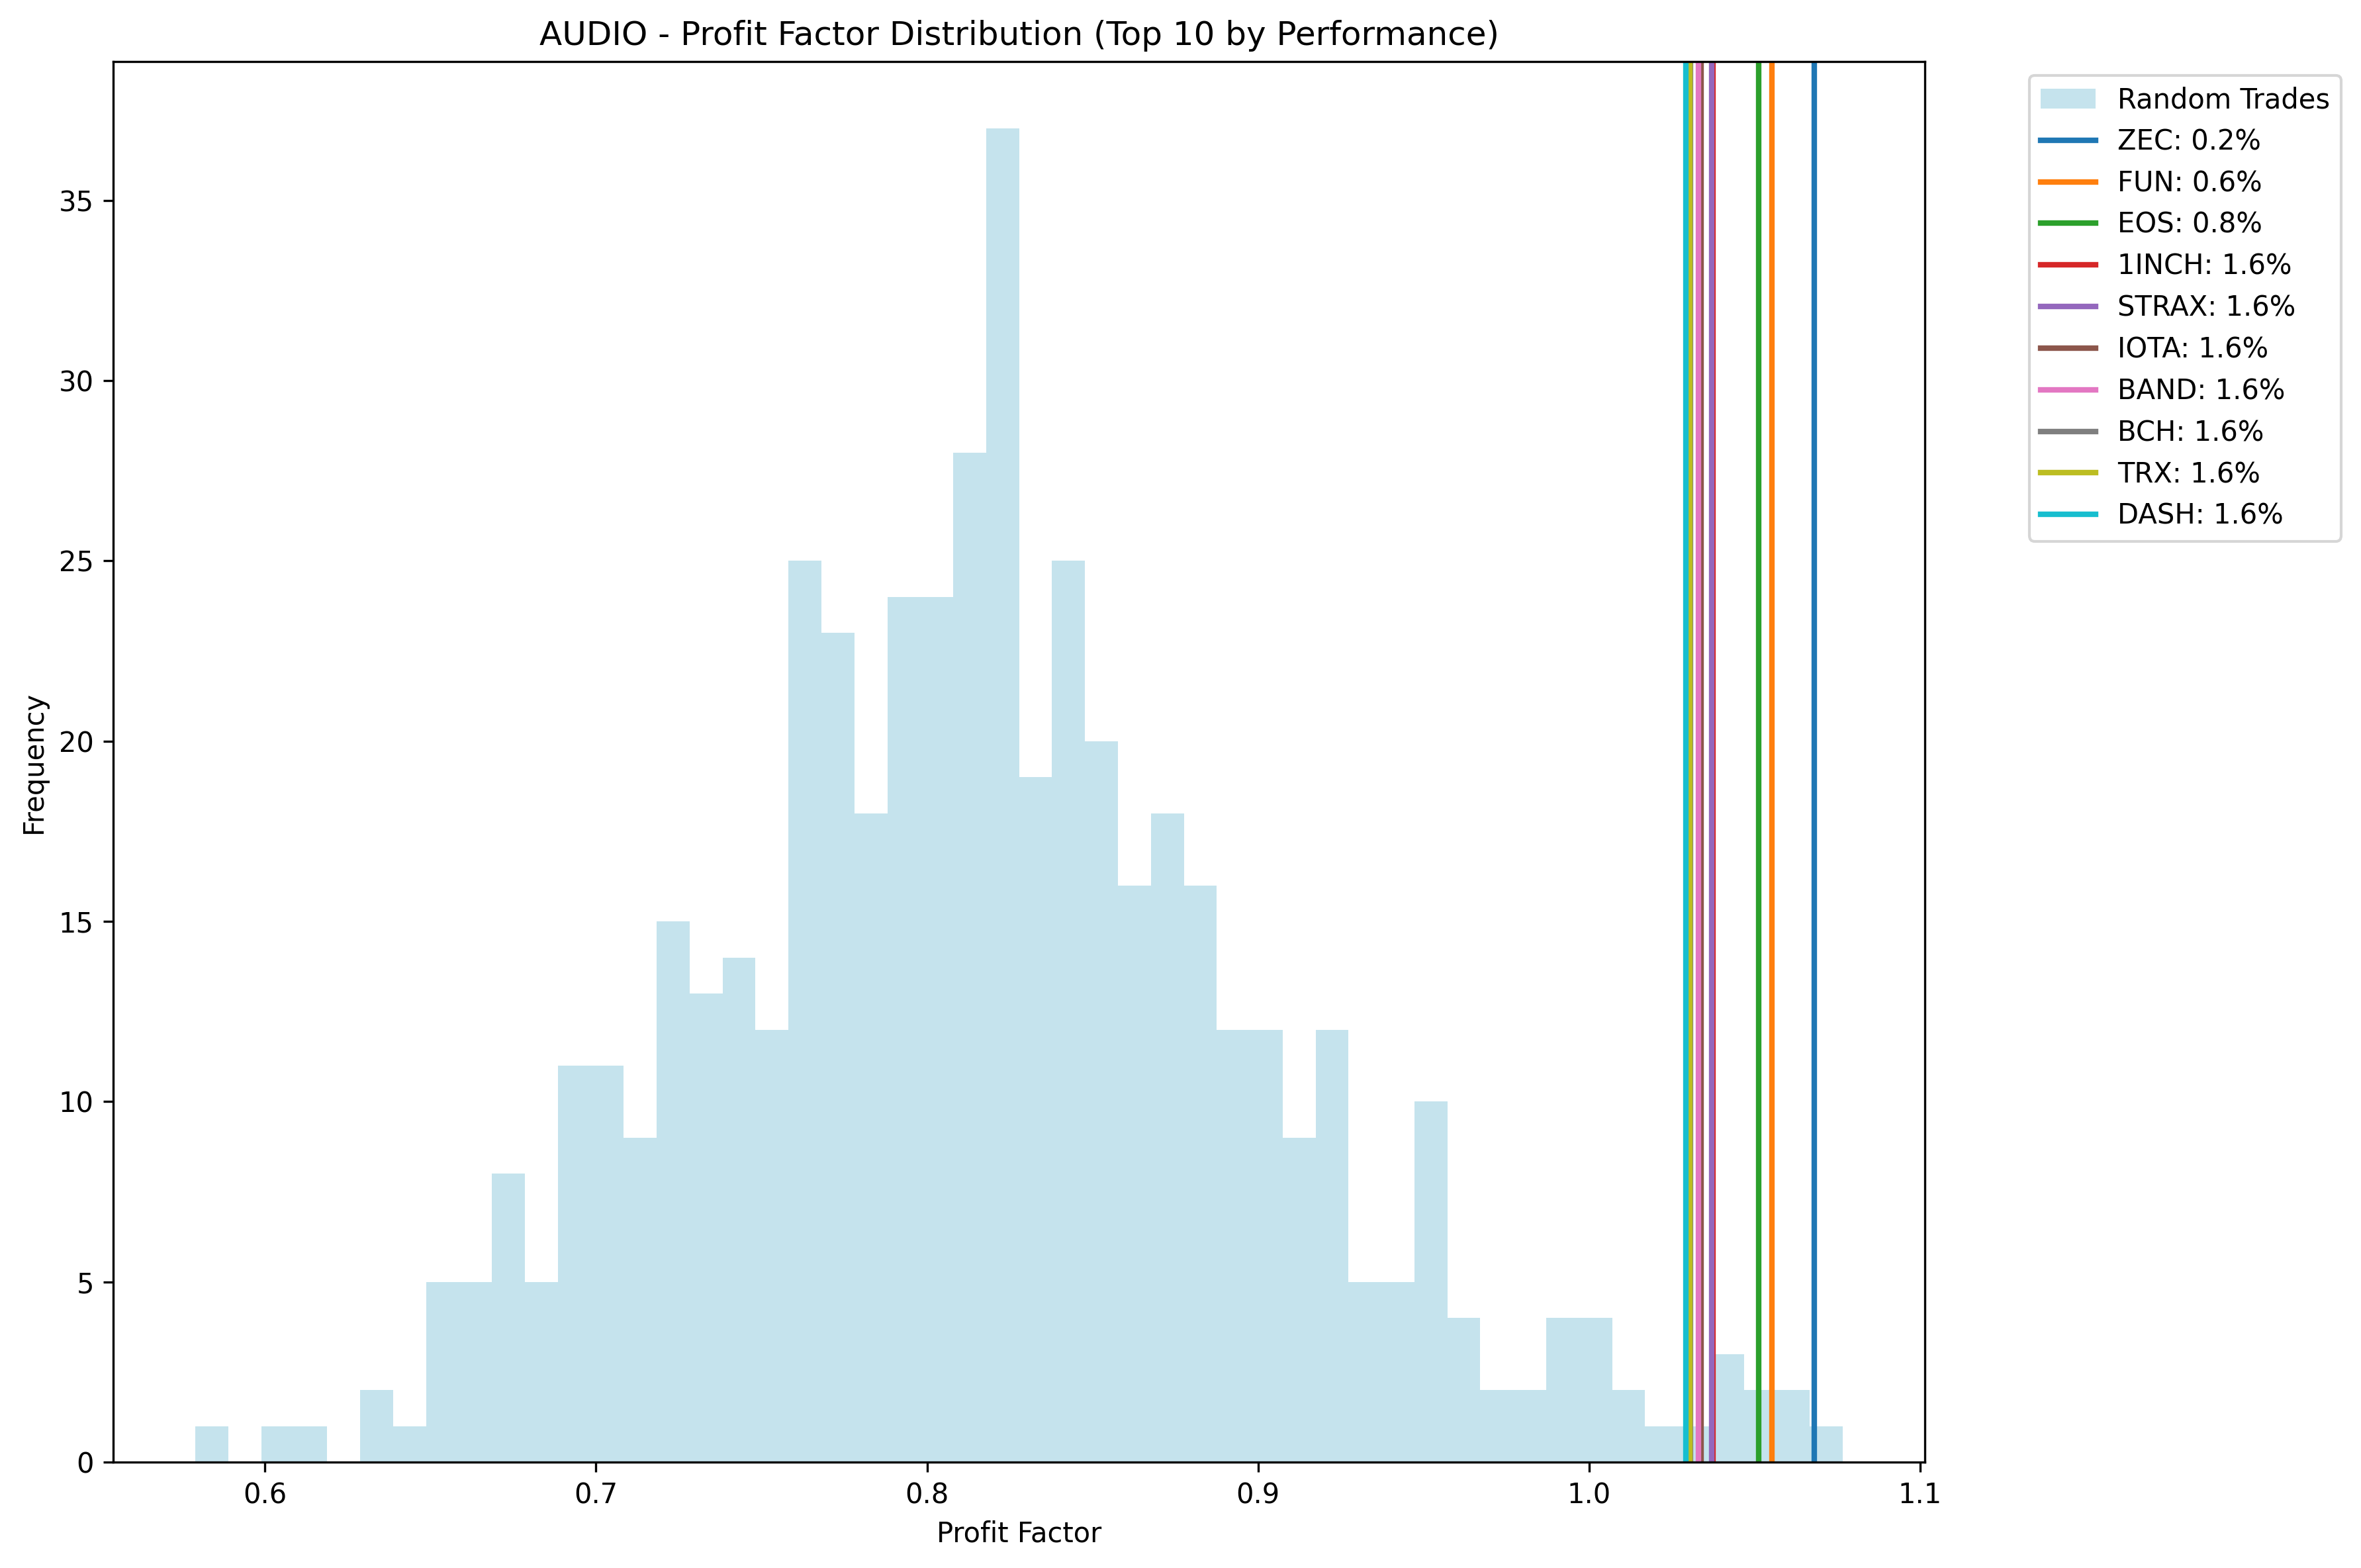 AUDIO - Profit Factor Distribution (Top 10 by Performance)
Frequency
35
30
25
20
15
10
5
0
0.6
0.7
0.8
0.9
1.0
1.1
Profit Factor
Random Trades
ZEC: 0.2%
FUN: 0.6%
EOS: 0.8%
1INCH: 1.6%
STRAX: 1.6%
IOTA: 1.6%
BAND: 1.6%
BCH: 1.6%
TRX: 1.6%
DASH: 1.6%